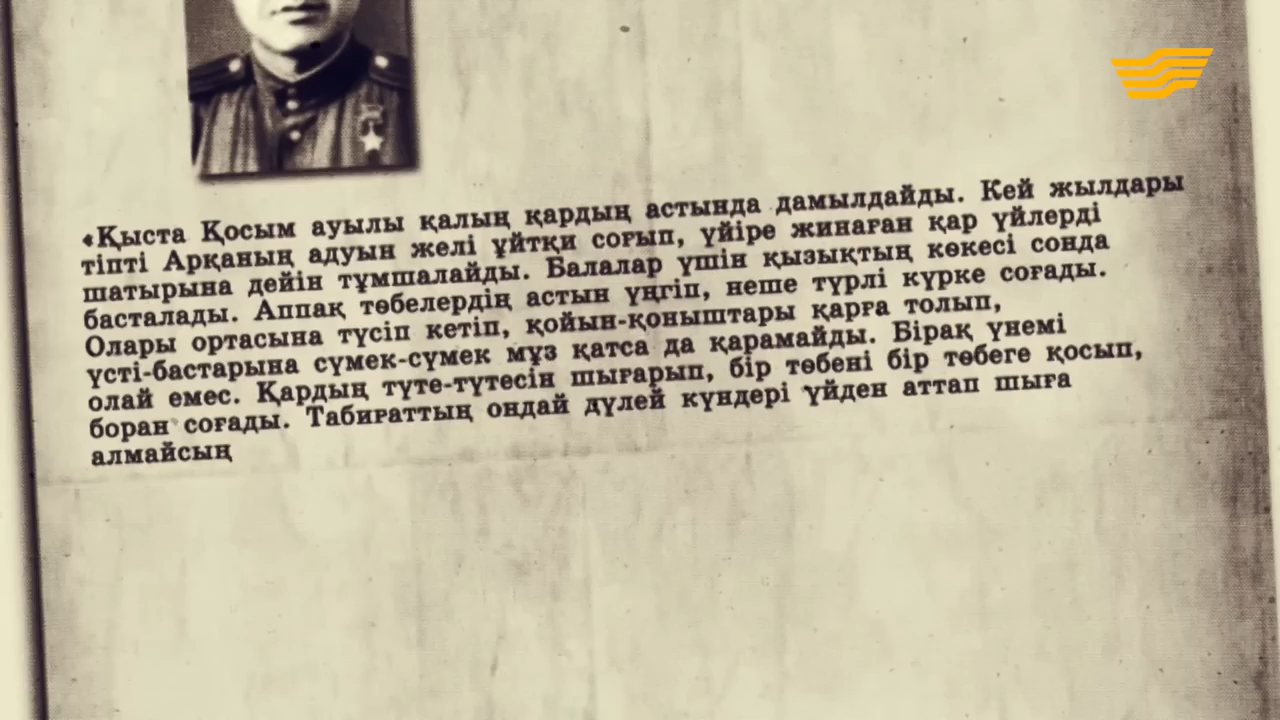 «Қыста Қосым ауылы қалың қардың астында дамылдайды. Кей жылдары
тіпті Арқаның адуын желі ұйтқи соғып, үйіре жинаған қар үйлерді
шатырына дейін тұмшалайды. Балалар үшін қызықтың көкесі сонда
басталады. Аппақ төбелердің астын үңгіп, неше түрлі күрке соғады.
Олары ортасына түсіп кетіп, қойын-қоныштары қарға толып,
үсті-бастарына сүмек-сүмек мұз қатса да қарамайды. Бірақ үнемі
олай емес. Қардың түте-түтесін шығарып, бір төбені бір төбеге қосып,
боран соғады. Табиғаттың ондай дүлей күндері үйден аттап шыға
алмайсың